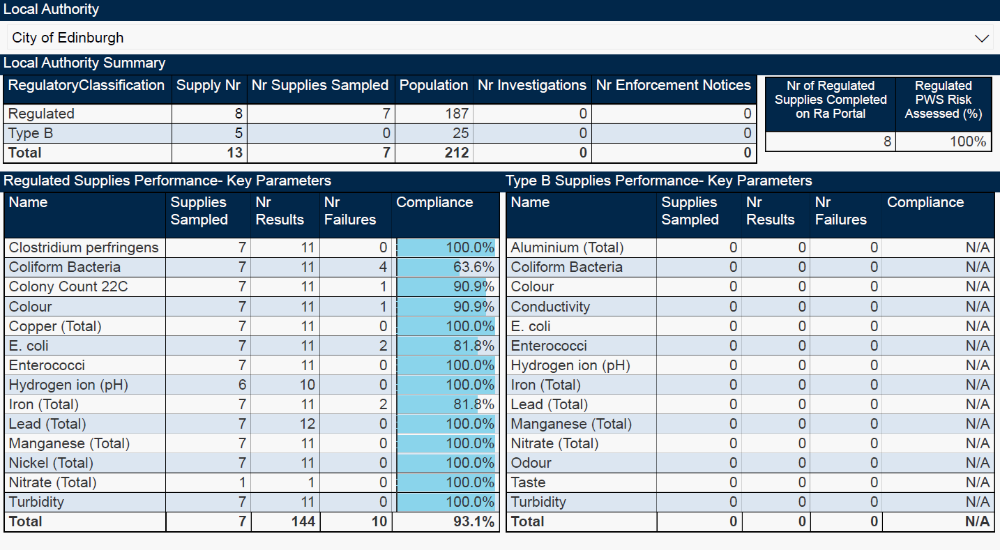 Local Authority
City of Edinburgh
Local Authority Summary
RegulatoryClassification Supply Nr Nr Supplies Sampled Population Nr Investigations Nr Enforcement Notices
Regulated 8 7 187 0 0
Type B 5 0 25 0 0
Total 13 7 212 0 0
Nr of Regulated Supplies Completed on Ra Portal Regulated PWS Risk Assessed (%)
8 100%
Regulated Supplies Performance- Key Parameters
Name Supplies Sampled Nr Results Nr Failures Compliance
Clostridium perfringens 7 11 0 100.0%
Coliform Bacteria 7 11 4 63.6%
Colony Count 22C 7 11 1 90.9%
Colour 7 11 1 90.9%
Copper (Total) 7 11 0 100.0%
E. coli 7 11 2 81.8%
Enterococci 7 11 0 100.0%
Hydrogen ion (pH) 6 10 0 100.0%
Iron (Total) 7 11 2 81.8%
Lead (Total) 7 12 0 100.0%
Manganese (Total) 7 11 0 100.0%
Nickel (Total) 7 11 0 100.0%
Nitrate (Total) 1 1 0 100.0%
Turbidity 7 11 0 100.0%
Total 7 144 10 93.1%
Type B Supplies Performance- Key Parameters
Name Supplies Sampled Nr Results Nr Failures Compliance
Aluminium (Total) 0 0 0 N/A
Coliform Bacteria 0 0 0 N/A
Colour 0 0 0 N/A
Conductivity 0 0 0 N/A
E. coli 0 0 0 N/A
Enterococci 0 0 0 N/A
Hydrogen ion (pH) 0 0 0 N/A
Iron (Total) 0 0 0 N/A
Lead (Total) 0 0 0 N/A
Manganese (Total) 0 0 0 N/A
Nitrate (Total) 0 0 0 N/A
Odour 0 0 0 N/A
Taste 0 0 0 N/A
Turbidity 0 0 0 N/A
Total 0 0 0 N/A